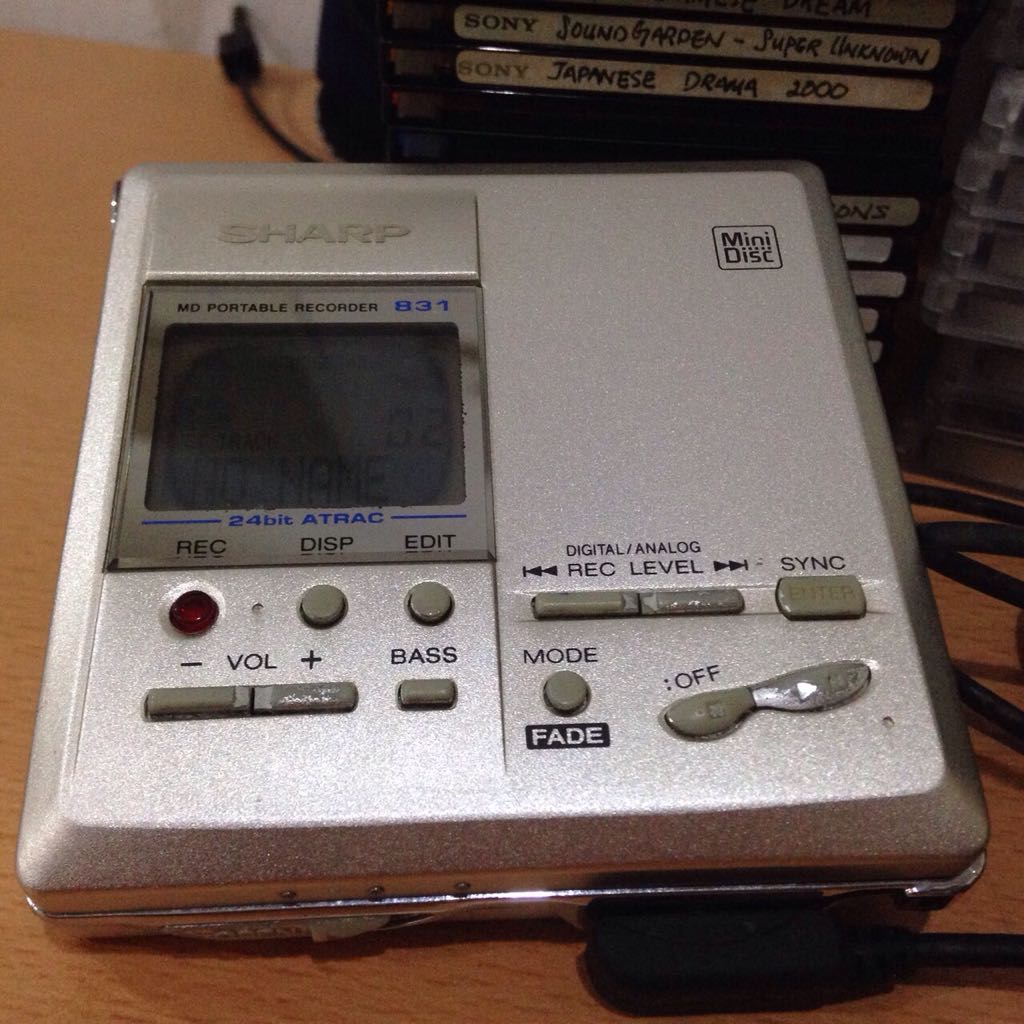 DREAM
SONY SOUNDGARDEN - SUPER UNKNOWN
SONY JAPANESE DRAMA 2000
ONS
SHARP
Mini
Disc
MD PORTABLE RECORDER 831
TRACK 02
NO NAME
24bit ATRAC
REC DISP EDIT
DIGITAL/ANALOG
REC LEVEL SYNC
ENTER
− VOL +
BASS
MODE
:OFF
FADE